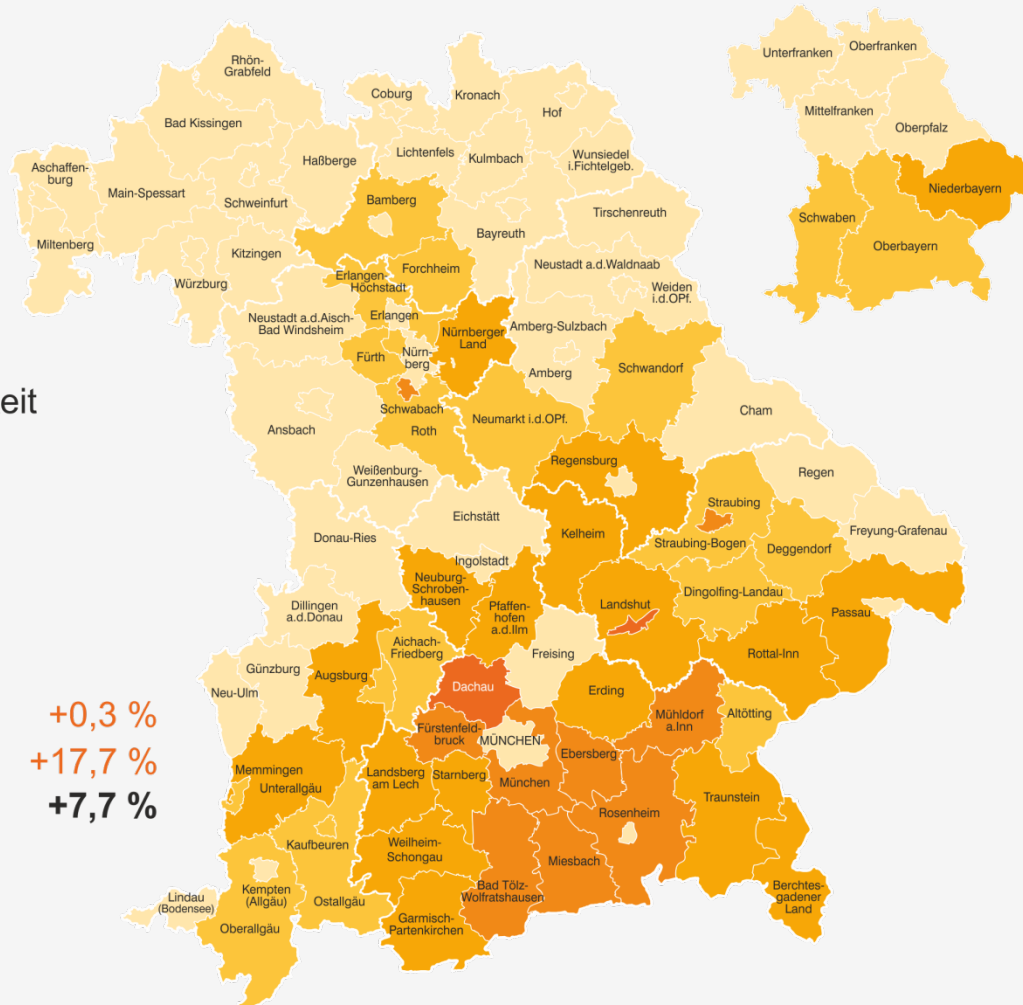 Rhön-
Grabfeld
Coburg
Kronach
Hof
Bad Kissingen
Lichtenfels
Kulmbach
Wunsiedel
i.Fichtelgeb.
Aschaffen-
burg
Haßberge
Main-Spessart
Schweinfurt
Bamberg
Tirschenreuth
Bayreuth
Miltenberg
Kitzingen
Würzburg
Erlangen-
Höchstadt
Forchheim
Neustadt a.d.Waldnaab
Weiden
i.d.OPf.
Neustadt a.d.Aisch-
Bad Windsheim
Erlangen
Nürnberger
Land
Amberg-Sulzbach
Fürth
Nürn-
berg
Amberg
Schwandorf
eit
Schwabach
Roth
Neumarkt i.d.OPf.
Cham
Ansbach
Weißenburg-
Gunzenhausen
Regensburg
Regen
Eichstätt
Straubing
Donau-Ries
Kelheim
Straubing-Bogen
Deggendorf
Freyung-Grafenau
Ingolstadt
Neuburg-
Schroben-
hausen
Dillingen
a.d.Donau
Pfaffen-
hofen
a.d.Ilm
Landshut
Dingolfing-Landau
Passau
Aichach-
Friedberg
Freising
Rottal-Inn
Günzburg
Augsburg
Neu-Ulm
Dachau
Erding
Mühldorf
a.Inn
Altötting
Fürstenfeld-
bruck
MÜNCHEN
Ebersberg
Memmingen
Unterallgäu
Landsberg
am Lech
Starnberg
München
Traunstein
Rosenheim
Kaufbeuren
Weilheim-
Schongau
Miesbach
Lindau
(Bodensee)
Kempten
(Allgäu)
Ostallgäu
Bad Tölz-
Wolfratshausen
Berchtes-
gadener
Land
Oberallgäu
Garmisch-
Partenkirchen
+0,3 %
+17,7 %
+7,7 %
Unterfranken
Oberfranken
Mittelfranken
Oberpfalz
Niederbayern
Schwaben
Oberbayern